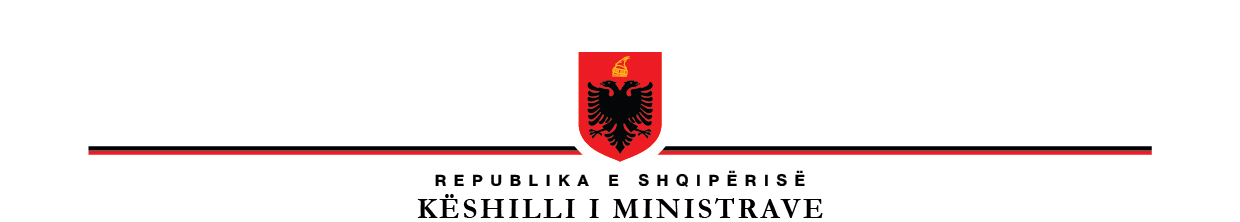 REPUBLIKA E SHQIPËRISË
KËSHILLI I MINISTRAVE